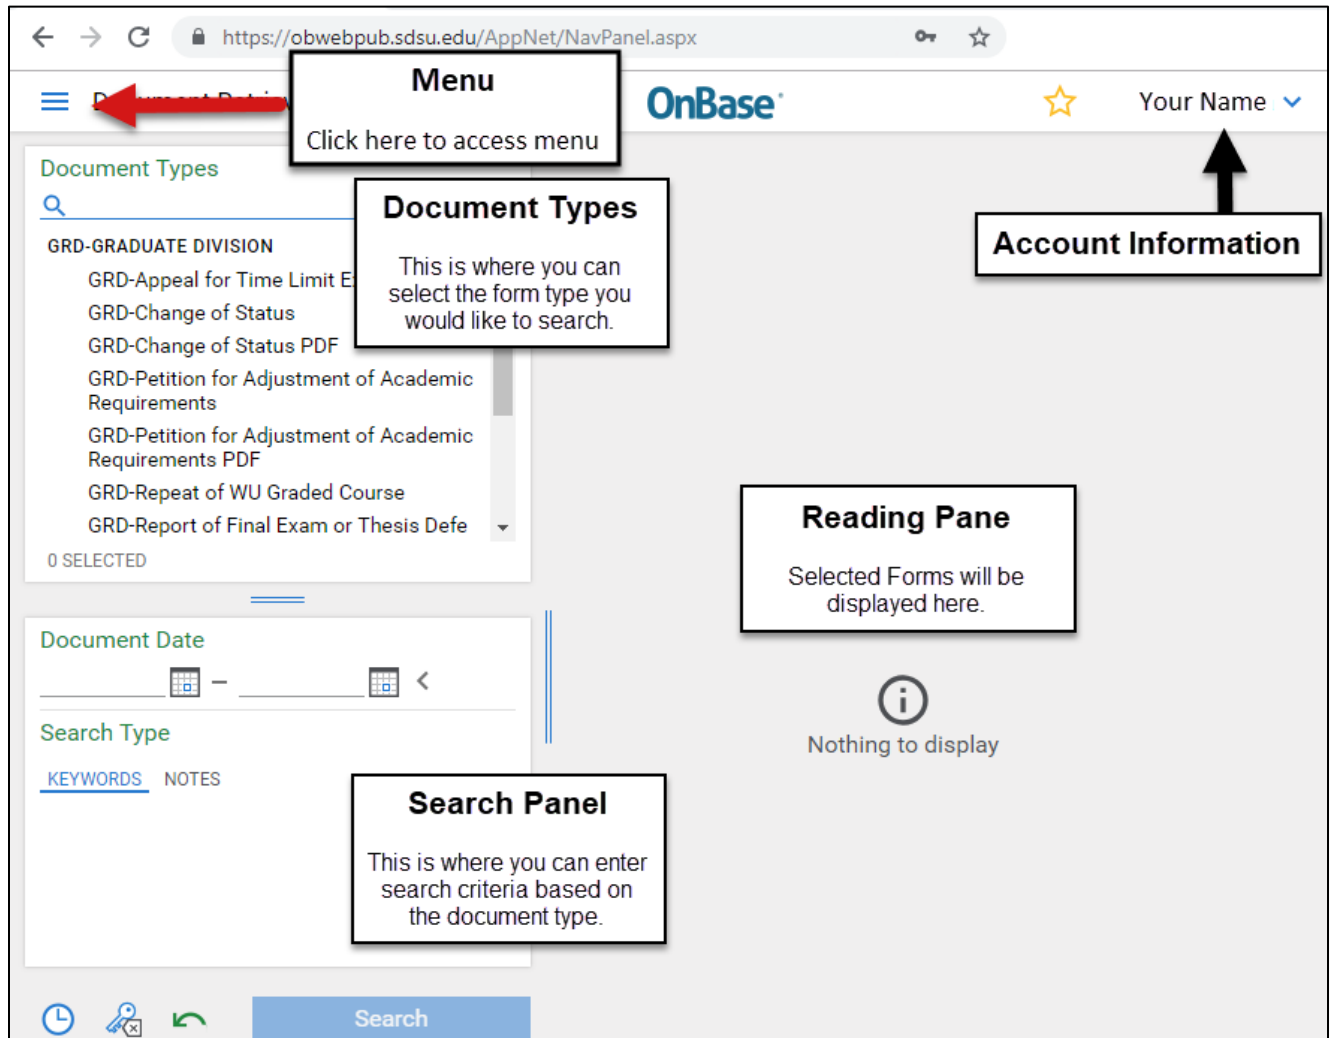 https://obwebpub.sdsu.edu/AppNet/NavPanel.aspx
Menu
Click here to access menu
OnBase
Your Name
Account Information
Document Types
GRD-GRADUATE DIVISION
GRD-Appeal for Time Limit
GRD-Change of Status
GRD-Change of Status PDF
GRD-Petition for Adjustment of Academic
Requirements
GRD-Petition for Adjustment of Academic
Requirements PDF
GRD-Repeat of WU Graded Course
GRD-Report of Final Exam or Thesis Defe
0 SELECTED
Document Types
This is where you can
select the form type you
would like to search.
Reading Pane
Selected Forms will be
displayed here.
Nothing to display
Document Date
–
Search Type
KEYWORDS NOTES
Search Panel
This is where you can enter
search criteria based on
the document type.
Search